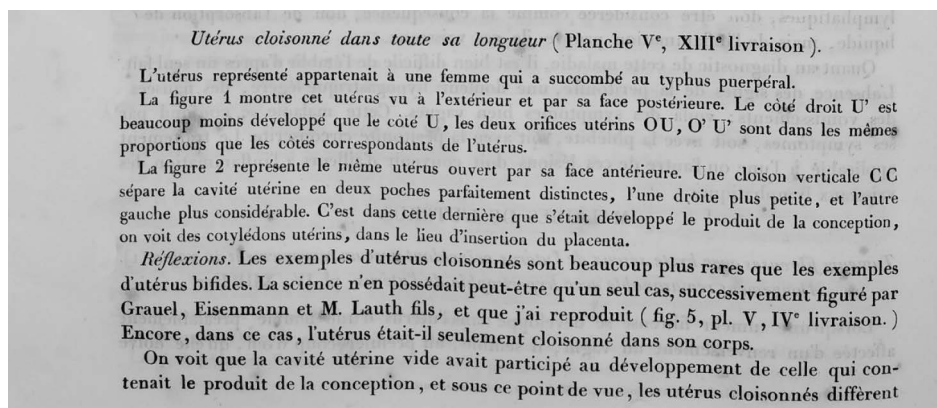 Utérus cloisonné dans toute sa longueur ( Planche Vᵉ, XIIIᵉ livraison ).
L'utérus représenté appartenait à une femme qui a succombé au typhus puerpéral.
La figure 1 montre cet utérus vu à l'extérieur et par sa face postérieure. Le côté droit U' est
beaucoup moins développé que le côté U, les deux orifices utérins OU, O' U' sont dans les mêmes
proportions que les côtés correspondants de l'utérus.
La figure 2 représente le même utérus ouvert par sa face antérieure. Une cloison verticale C C
sépare la cavité utérine en deux poches parfaitement distinctes, l'une droite plus petite, et l'autre
gauche plus considérable. C'est dans cette dernière que s'était développé le produit de la conception,
on voit des cotylédons utérins, dans le lieu d'insertion du placenta.
Réflexions. Les exemples d'utérus cloisonnés sont beaucoup plus rares que les exemples
d'utérus bifides. La science n'en possédait peut-être qu'un seul cas, successivement figuré par
Grauel, Eisenmann et M. Lauth fils, et que j'ai reproduit ( fig. 5, pl. V, IVᵉ livraison. )
Encore, dans ce cas, l'utérus était-il seulement cloisonné dans son corps.
On voit que la cavité utérine vide avait participé au développement de celle qui con-
tenait le produit de la conception, et sous ce point de vue, les utérus cloisonnés diffèrent